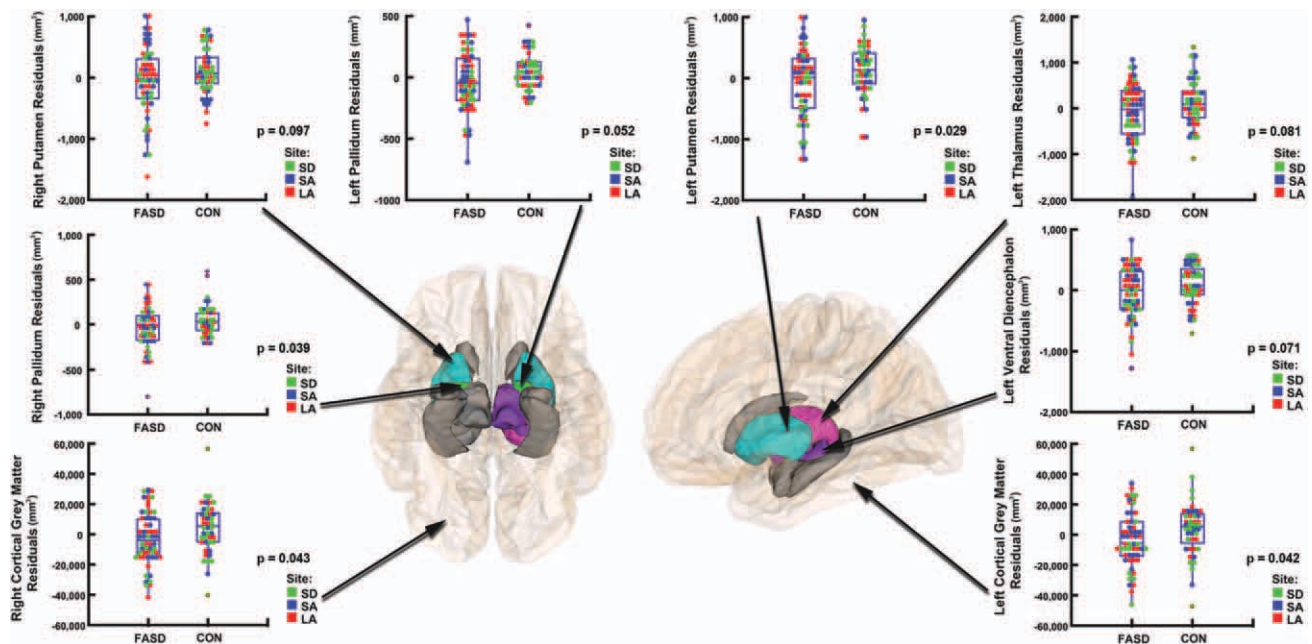 Right Putamen Residuals (mm³)
1,000
0
-1,000
-2,000
FASD CON
p = 0.097
Site:
SD
SA
LA
Left Pallidum Residuals (mm³)
500
0
-500
-1000
FASD CON
p = 0.052
Site:
SD
SA
LA
Left Putamen Residuals (mm³)
1,000
0
-1,000
-2,000
FASD CON
p = 0.029
Site:
SD
SA
LA
Left Thalamus Residuals (mm³)
2,000
1,000
0
-1,000
-2,000
FASD CON
p = 0.081
Site:
SD
SA
LA
Right Pallidum Residuals (mm³)
1,000
500
0
-500
-1,000
FASD CON
p = 0.039
Site:
SD
SA
LA
Left Ventral Diencephalon
Residuals (mm³)
1,000
0
-1,000
-2,000
FASD CON
p = 0.071
Site:
SD
SA
LA
Right Cortical Grey Matter
Residuals (mm³)
60,000
40,000
20,000
0
-20,000
-40,000
-60,000
FASD CON
p = 0.043
Site:
SD
SA
LA
Left Cortical Grey Matter
Residuals (mm³)
60,000
40,000
20,000
0
-20,000
-40,000
-60,000
FASD CON
p = 0.042
Site:
SD
SA
LA